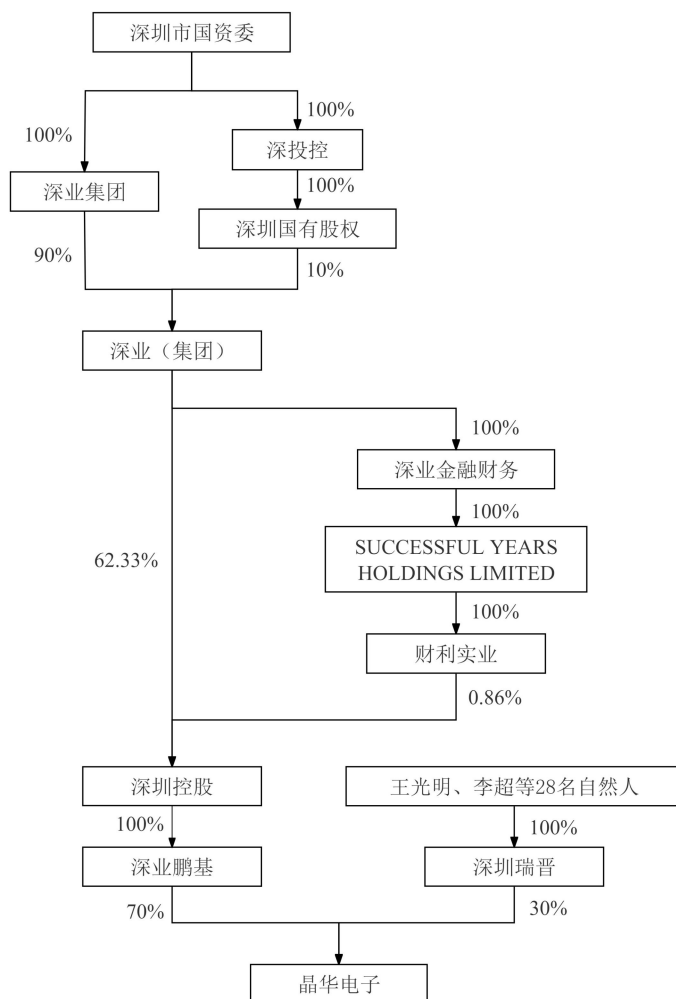 深圳市国资委
100%
100%
深投控
深业集团
100%
深圳国有股权
90%
10%
深业（集团）
100%
深业金融财务
100%
62.33%
SUCCESSFUL YEARS
HOLDINGS LIMITED
100%
财利实业
0.86%
深圳控股
王光明、李超等28名自然人
100%
100%
深业鹏基
深圳瑞晋
70%
30%
晶华电子